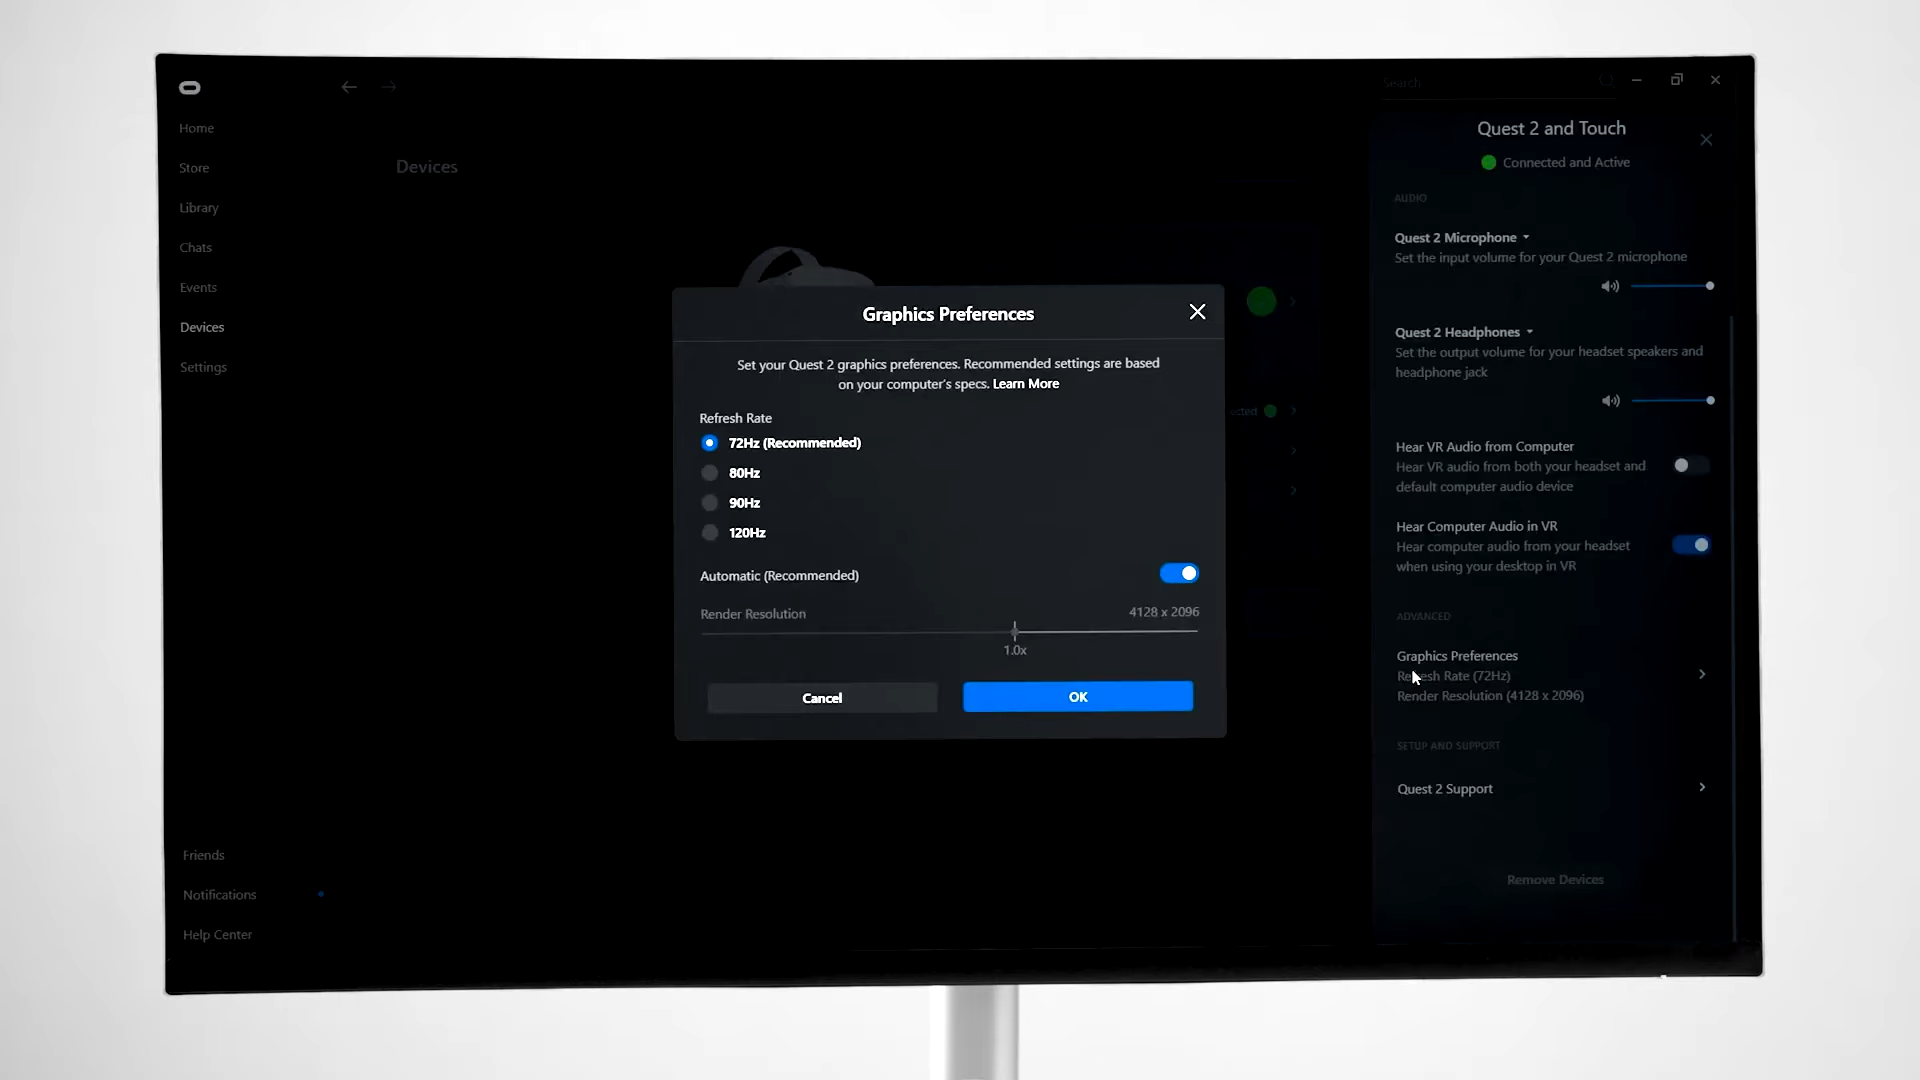 Search
Home
Store
Library
Chats
Events
Devices
Settings
Friends
Notifications
Help Center
Devices
Graphics Preferences
Set your Quest 2 graphics preferences. Recommended settings are based
on your computer's specs. Learn More
Refresh Rate
72Hz (Recommended)
80Hz
90Hz
120Hz
Automatic (Recommended)
Render Resolution
4128 x 2096
1.0x
Cancel
OK
Quest 2 and Touch
Connected and Active
AUDIO
Quest 2 Microphone
Set the input volume for your Quest 2 microphone
Quest 2 Headphones
Set the output volume for your headset speakers and
headphone jack
Hear VR Audio from Computer
Hear VR audio from both your headset and
default computer audio device
Hear Computer Audio in VR
Hear computer audio from your headset
when using your desktop in VR
ADVANCED
Graphics Preferences
Refresh Rate (72Hz)
Render Resolution (4128 x 2096)
SETUP AND SUPPORT
Quest 2 Support
Remove Devices